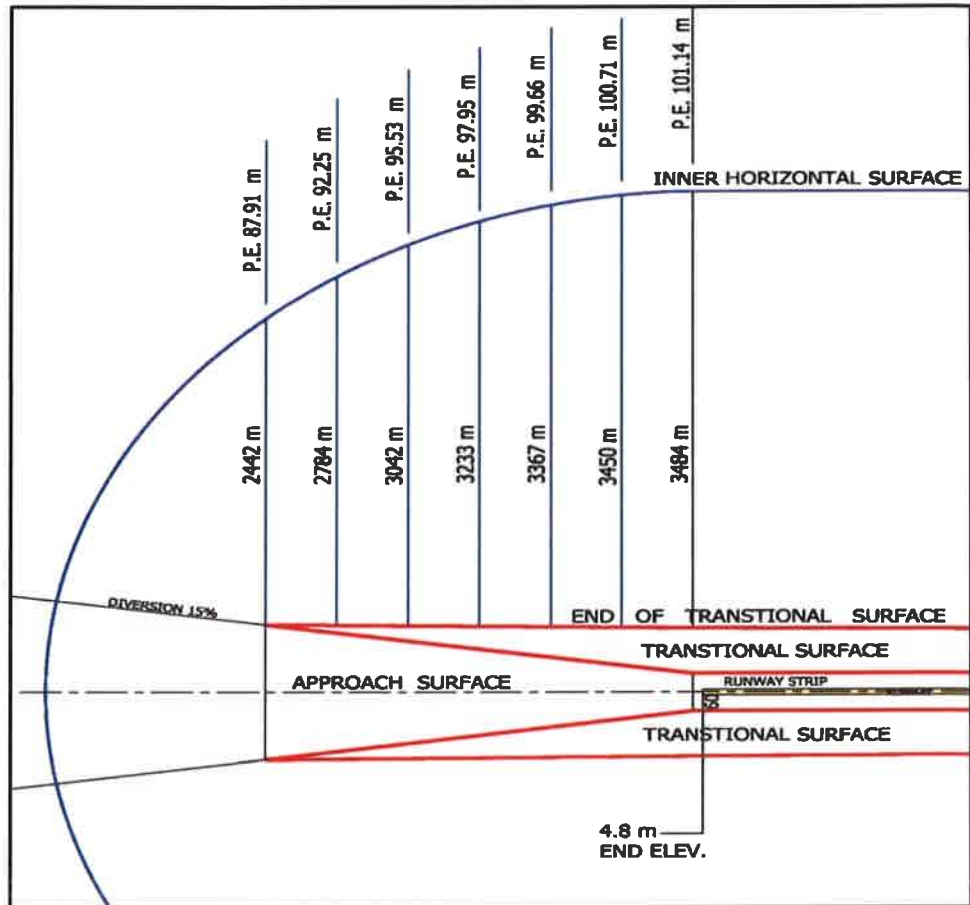 P.E. 87.91 m
P.E. 92.25 m
P.E. 95.53 m
P.E. 97.95 m
P.E. 99.66 m
P.E. 100.71 m
P.E. 101.14 m
INNER HORIZONTAL SURFACE
2442 m
2784 m
3042 m
3233 m
3367 m
3450 m
3484 m
DIVERSION 15%
END OF TRANSTIONAL SURFACE
TRANSTIONAL SURFACE
APPROACH SURFACE
RUNWAY STRIP
60
TRANSTIONAL SURFACE
4.8 m
END ELEV.